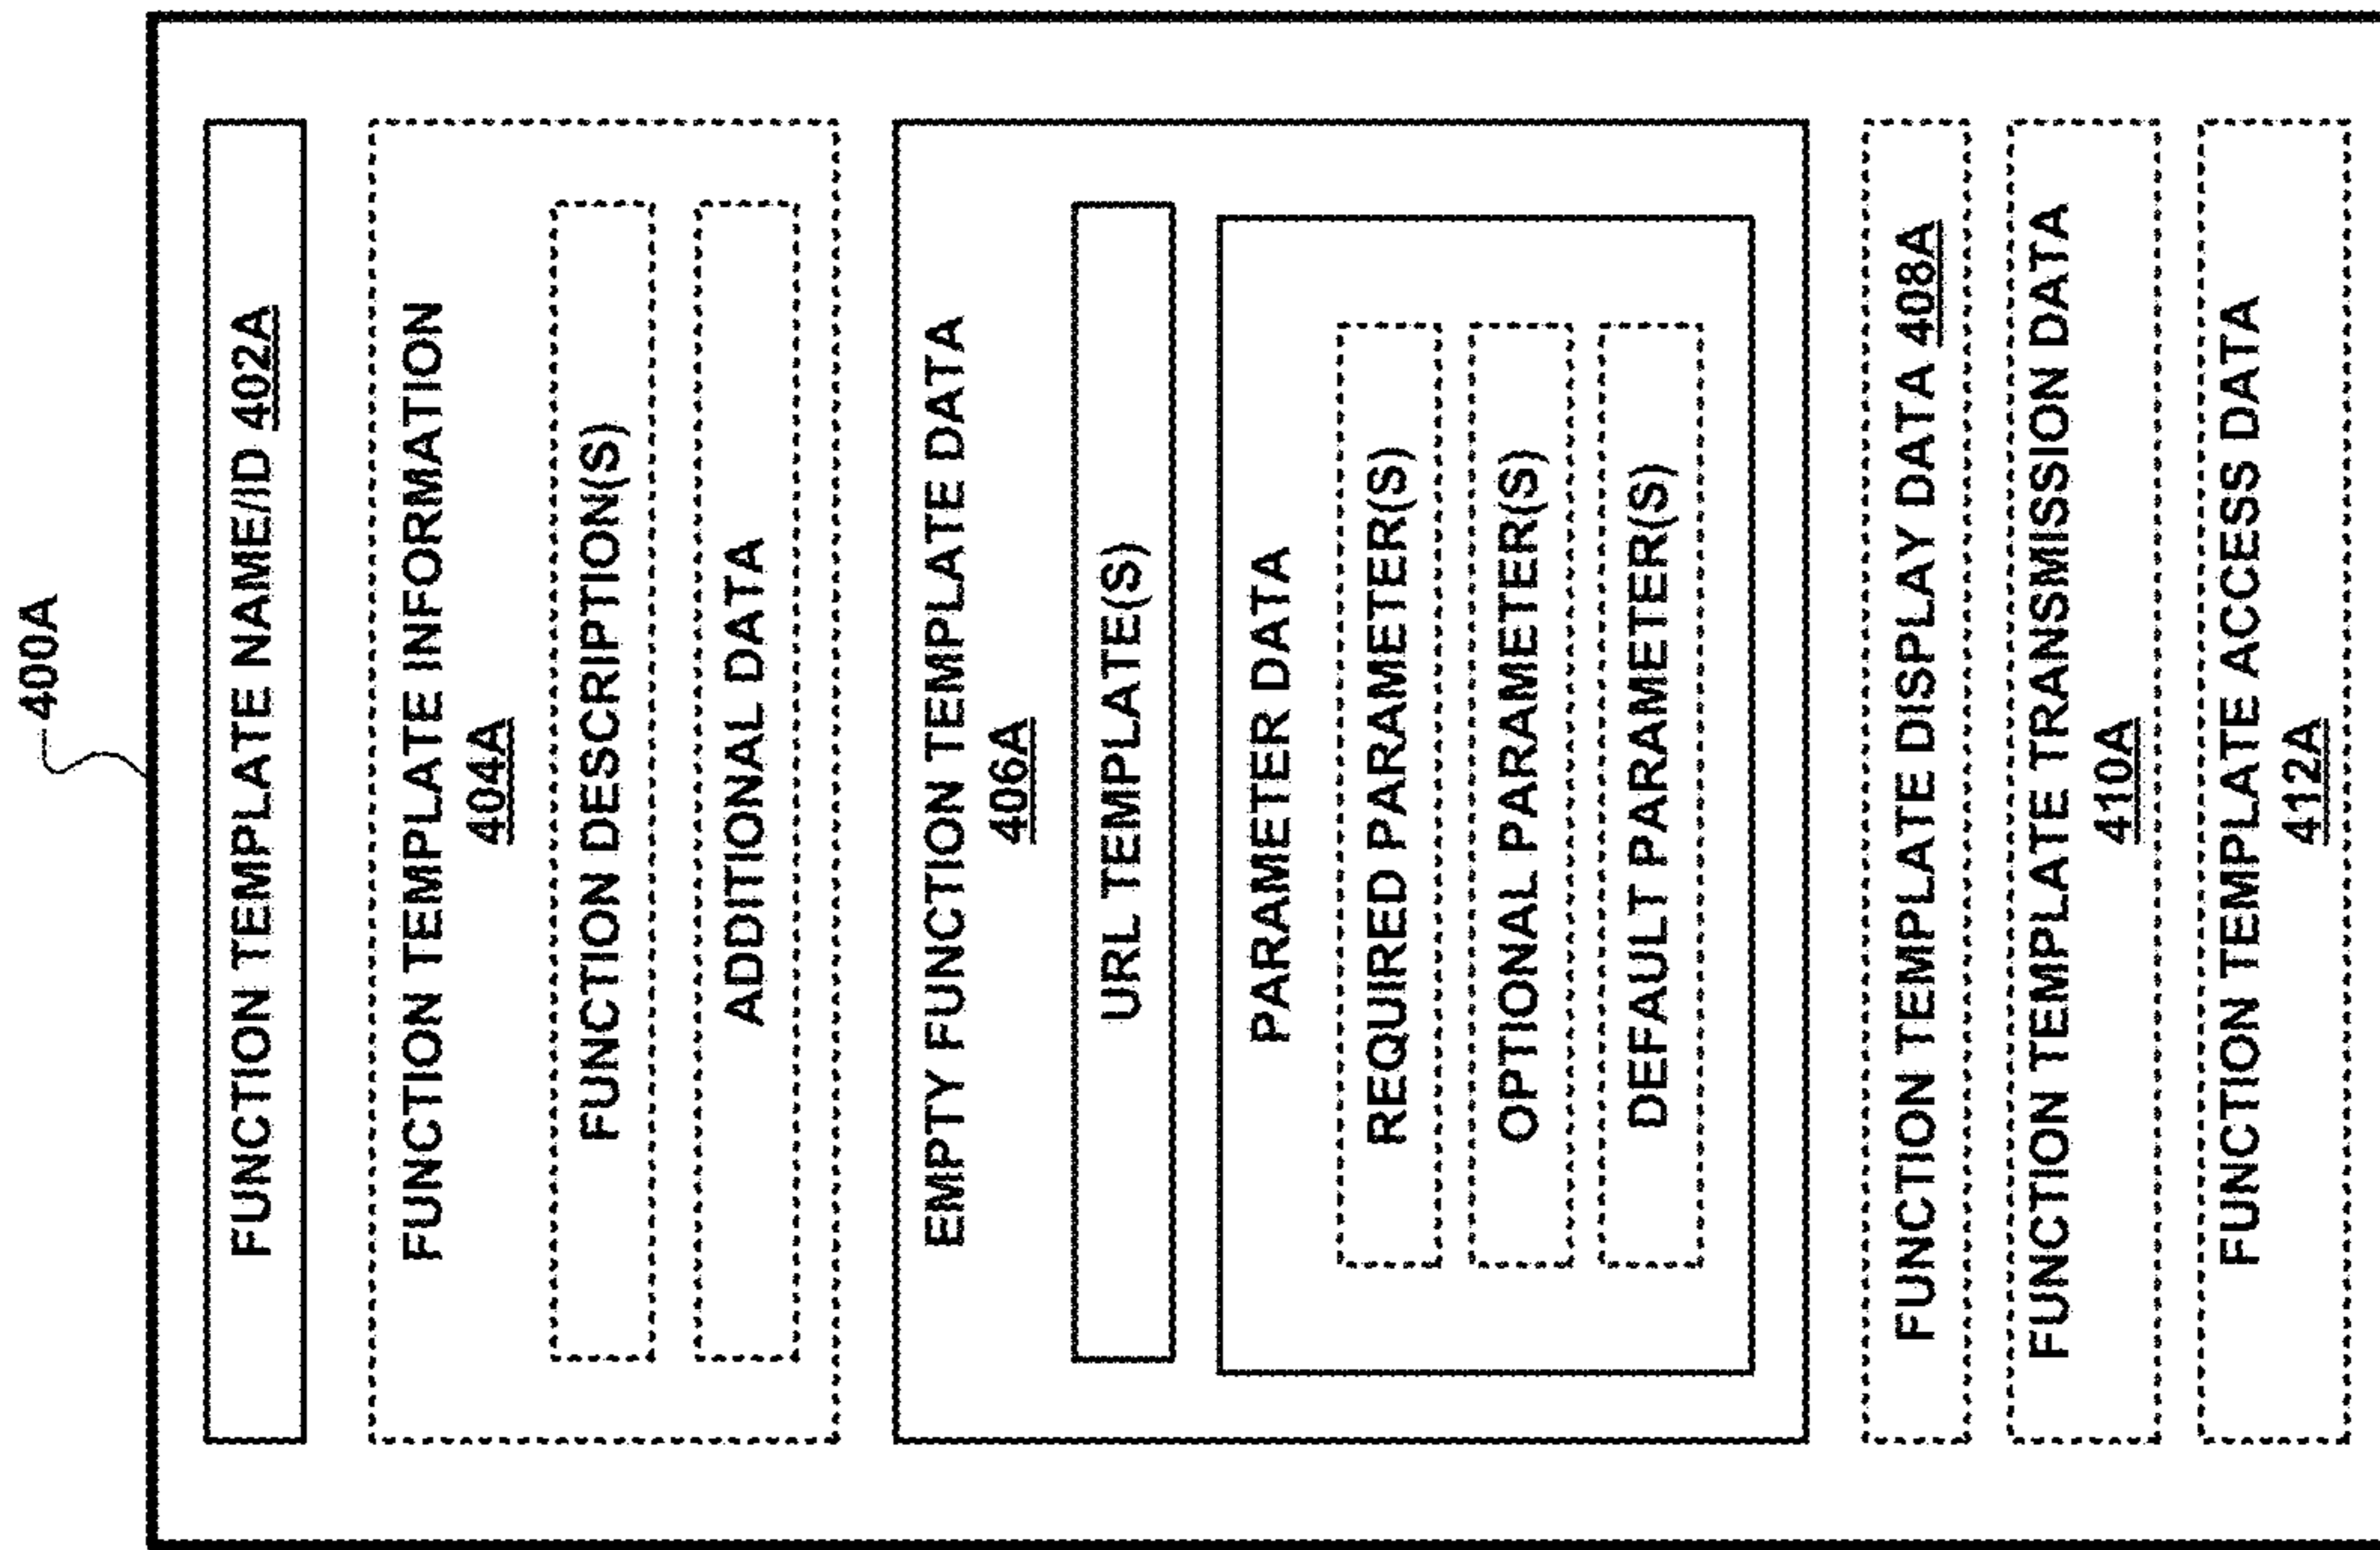 400A
FUNCTION TEMPLATE NAME/ID 402A
FUNCTION TEMPLATE INFORMATION
404A
FUNCTION DESCRIPTION(S)
ADDITIONAL DATA
EMPTY FUNCTION TEMPLATE DATA
406A
URL TEMPLATE(S)
PARAMETER DATA
REQUIRED PARAMETER(S)
OPTIONAL PARAMETER(S)
DEFAULT PARAMETER(S)
FUNCTION TEMPLATE DISPLAY DATA 408A
FUNCTION TEMPLATE TRANSMISSION DATA
410A
FUNCTION TEMPLATE ACCESS DATA
412A